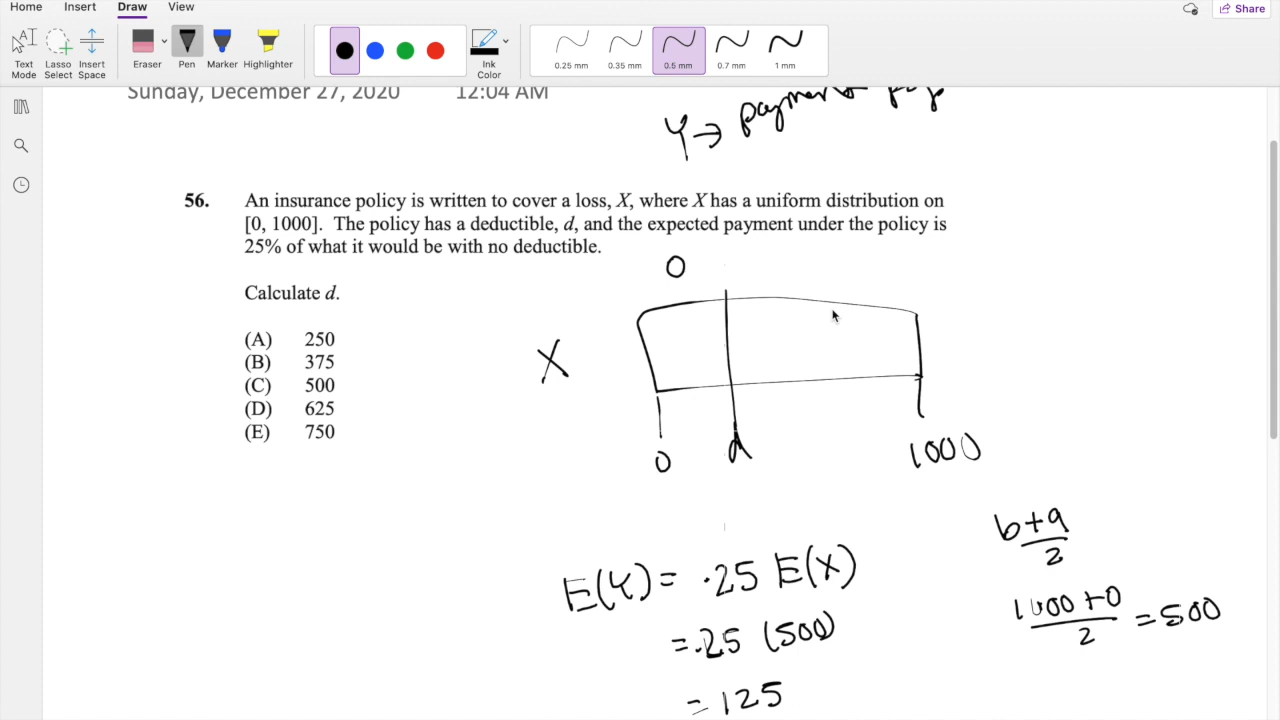 Home Insert Draw View Share
Text Mode Lasso Select Insert Space Eraser Pen Marker Highlighter Ink Color 0.25 mm 0.35 mm 0.5 mm 0.7 mm 1 mm
Sunday, December 27, 2020 12:04 AM
Y → payment
56. An insurance policy is written to cover a loss, X, where X has a uniform distribution on
[0, 1000]. The policy has a deductible, d, and the expected payment under the policy is
25% of what it would be with no deductible.
0
Calculate d.
(A) 250
(B) 375
(C) 500
(D) 625
(E) 750
X
0 d 1000
b+a
2
E(Y) = .25 E(X)
1000 + 0
2
= 500
= .25 (500)
= 125